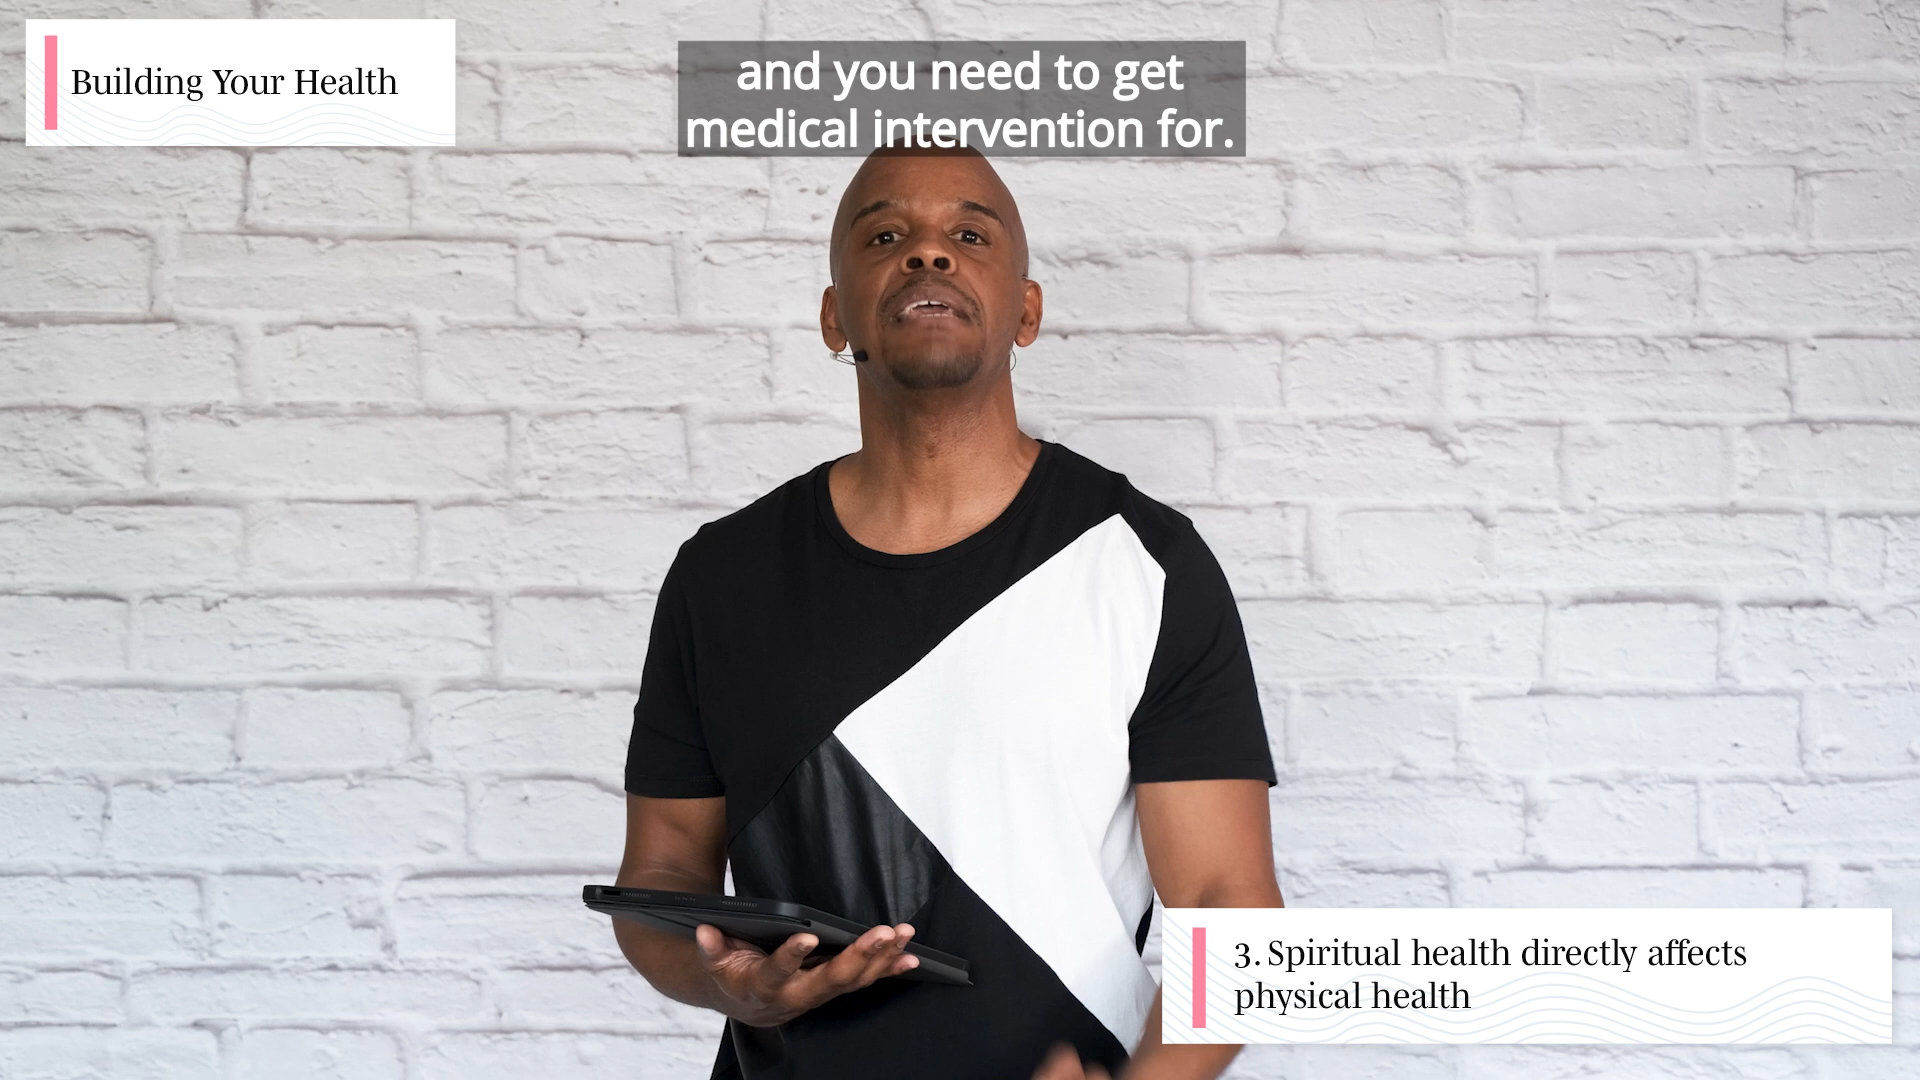 Building Your Health
and you need to get
medical intervention for.
3. Spiritual health directly affects
physical health